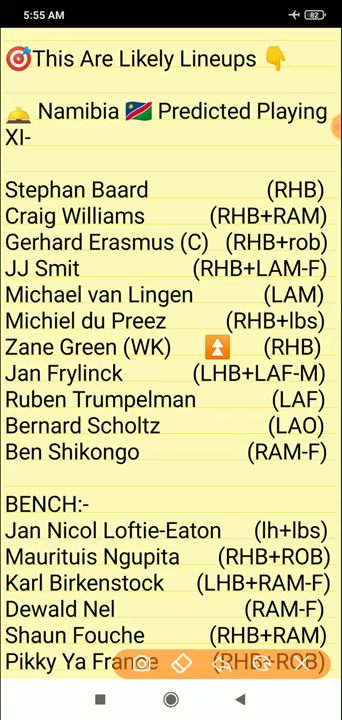 5:55 AM
82
🎯This Are Likely Lineups 👇
🛎️ Namibia 🇳🇦 Predicted Playing
XI-
Stephan Baard (RHB)
Craig Williams (RHB+RAM)
Gerhard Erasmus (C) (RHB+rob)
JJ Smit (RHB+LAM-F)
Michael van Lingen (LAM)
Michiel du Preez (RHB+lbs)
Zane Green (WK) ⏫ (RHB)
Jan Frylinck (LHB+LAF-M)
Ruben Trumpelman (LAF)
Bernard Scholtz (LAO)
Ben Shikongo (RAM-F)
BENCH:-
Jan Nicol Loftie-Eaton (lh+lbs)
Maurituis Ngupita (RHB+ROB)
Karl Birkenstock (LHB+RAM-F)
Dewald Nel (RAM-F)
Shaun Fouche (RHB+RAM)
Pikky Ya France (RHB+ROB)